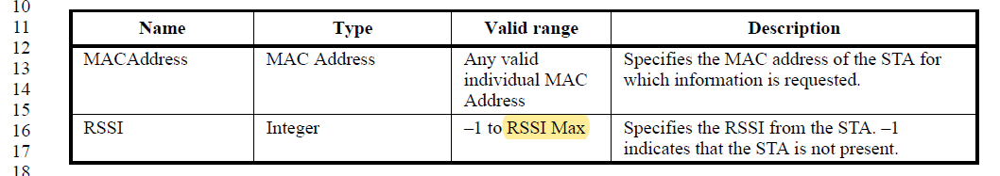 10
11 Name Type Valid range Description
12 MACAddress MAC Address Any valid Specifies the MAC address of the STA for
13 individual MAC which information is requested.
14 Address
15
16 RSSI Integer –1 to RSSI Max Specifies the RSSI from the STA. –1
17 indicates that the STA is not present.
18